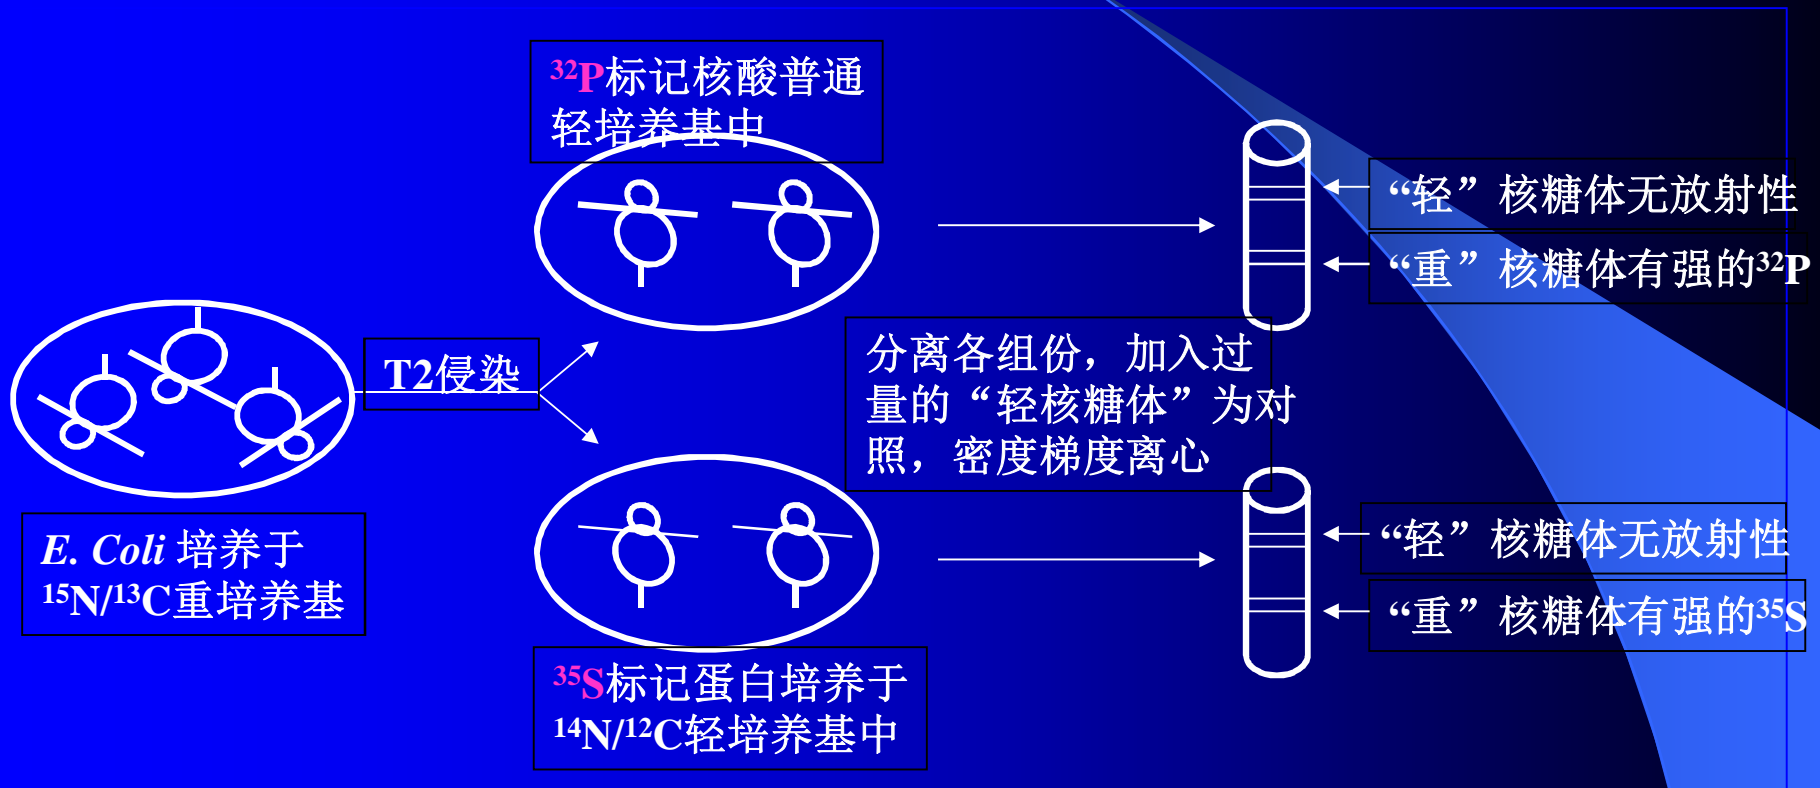 ³²P标记核酸普通
轻培养基中
“轻”核糖体无放射性
“重”核糖体有强的³²P
T2侵染
分离各组份，加入过
量的“轻核糖体”为对
照，密度梯度离心
E. Coli 培养于
¹⁵N/¹³C重培养基
“轻”核糖体无放射性
“重”核糖体有强的³⁵S
³⁵S标记蛋白培养于
¹⁴N/¹²C轻培养基中